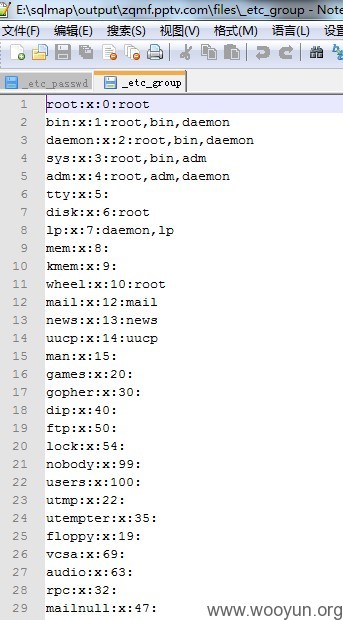 E:\sqlmap\output\zqmf.pptv.com\files\_etc_group - Note
文件(F) 编辑(E) 搜索(S) 视图(V) 格式(M) 语言(L) 设置
_etc_passwd _etc_group
1 root:x:0:root
2 bin:x:1:root,bin,daemon
3 daemon:x:2:root,bin,daemon
4 sys:x:3:root,bin,adm
5 adm:x:4:root,adm,daemon
6 tty:x:5:
7 disk:x:6:root
8 lp:x:7:daemon,lp
9 mem:x:8:
10 kmem:x:9:
11 wheel:x:10:root
12 mail:x:12:mail
13 news:x:13:news
14 uucp:x:14:uucp
15 man:x:15:
16 games:x:20:
17 gopher:x:30:
18 dip:x:40:
19 ftp:x:50:
20 lock:x:54:
21 nobody:x:99:
22 users:x:100:
23 utmp:x:22:
24 utempter:x:35:
25 floppy:x:19:
26 vcsa:x:69:
27 audio:x:63:
28 rpc:x:32:
29 mailnull:x:47:
www.wooyun.org